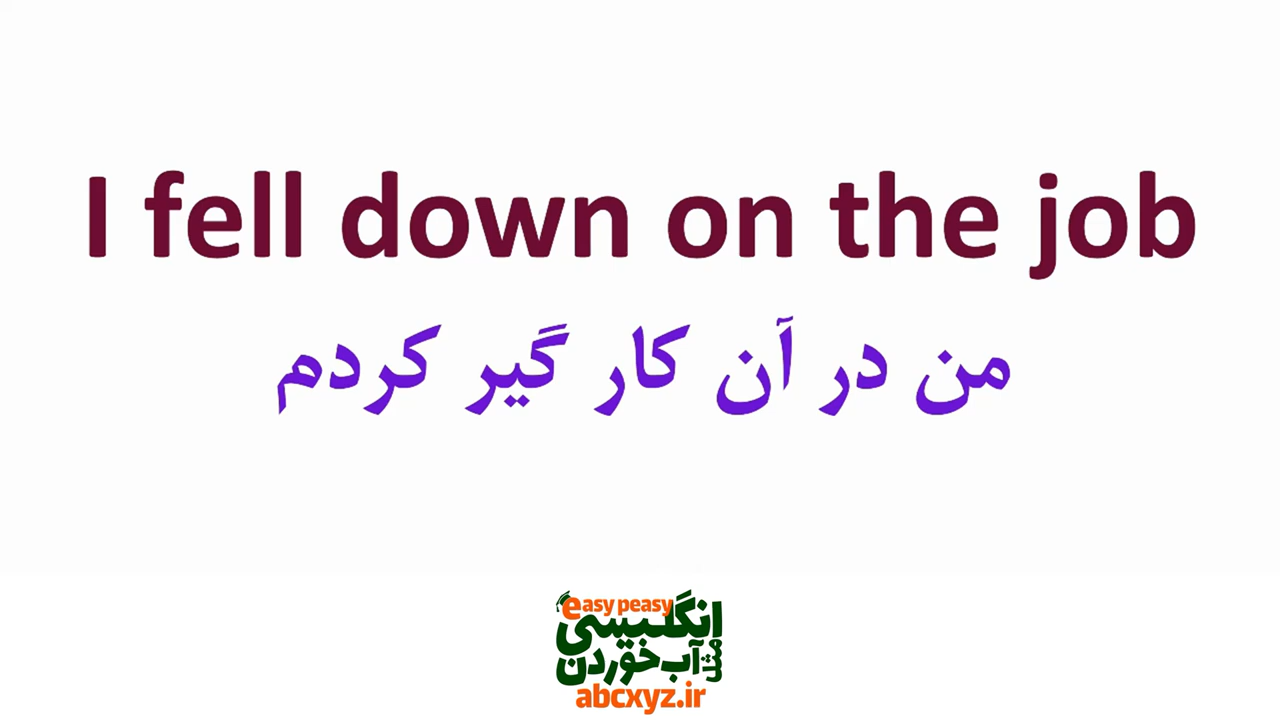 I fell down on the job
من در آن کار گیر کردم
easy peasy
انگلیسی
مثل آب خوردن
abcxyz.ir